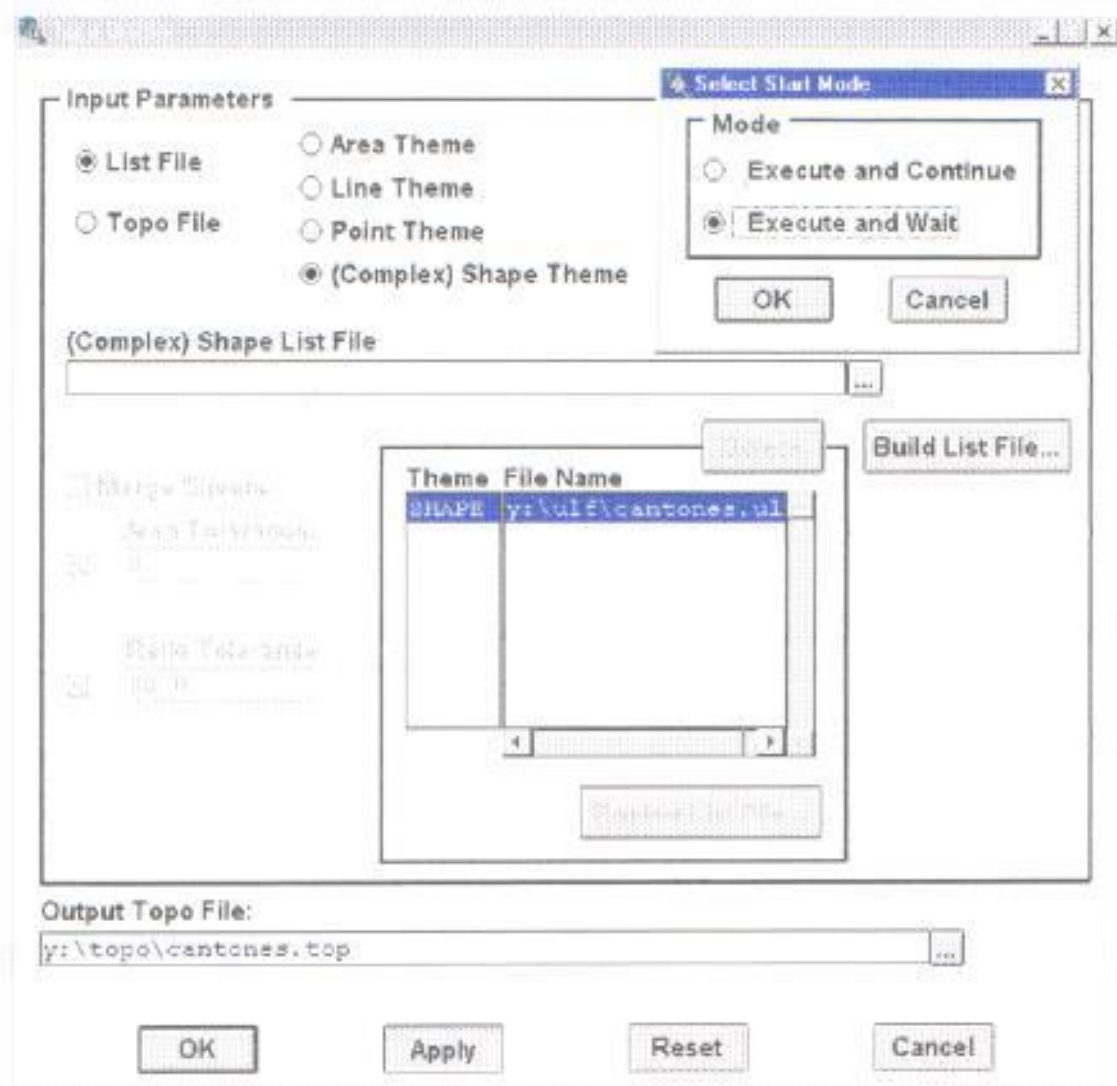 Select Start Mode
Input Parameters
Mode
List File
Area Theme
Execute and Continue
Line Theme
Topo File
Point Theme
Execute and Wait
(Complex) Shape Theme
OK
Cancel
(Complex) Shape List File
...
Build List File...
Theme File Name
SHAPE y:\ulf\cantones.ul
Area Tolerance
Output Topo File:
y:\topo\cantones.top
...
OK
Apply
Reset
Cancel